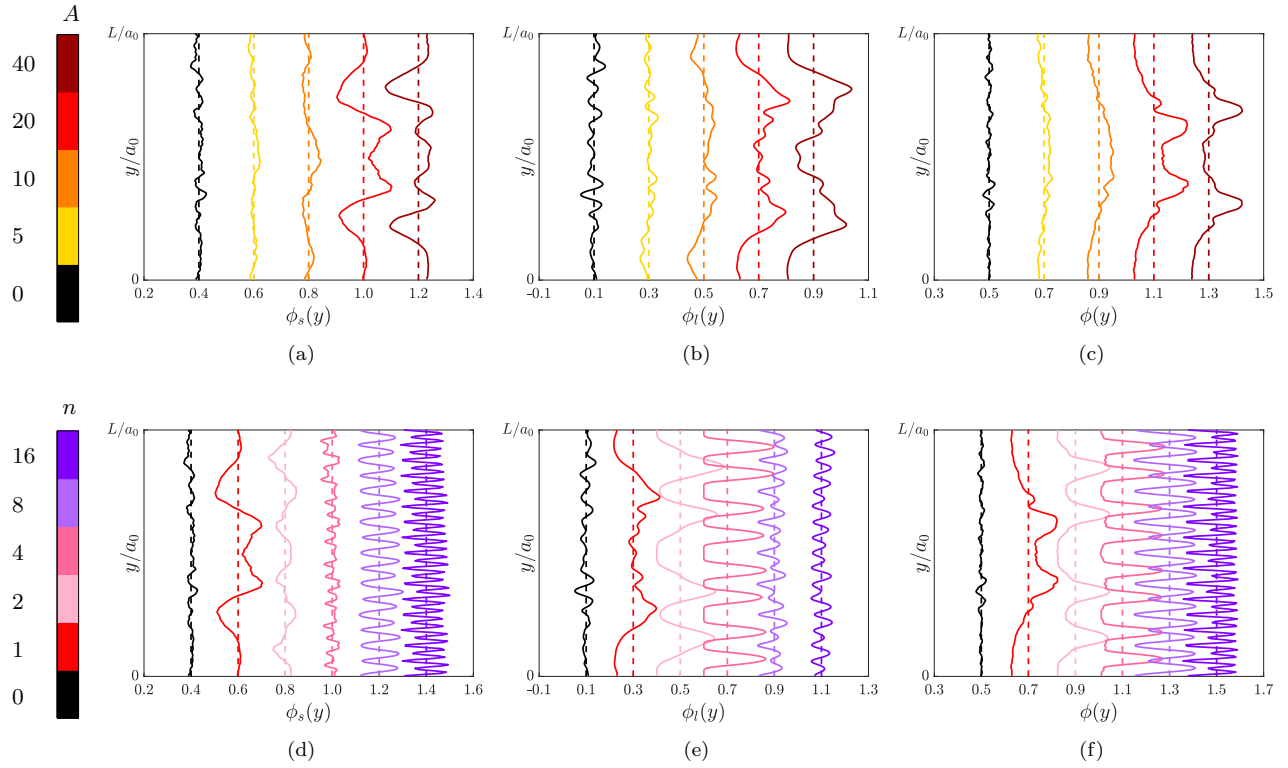 A
40
20
10
5
0
L/a₀
y/a₀
0
0.2 0.4 0.6 0.8 1.0 1.2 1.4
ϕₛ(y)
(a)
L/a₀
y/a₀
0
-0.1 0.1 0.3 0.5 0.7 0.9 1.1
ϕₗ(y)
(b)
L/a₀
y/a₀
0
0.3 0.5 0.7 0.9 1.1 1.3 1.5
ϕ(y)
(c)
n
16
8
4
2
1
0
L/a₀
y/a₀
0
0.2 0.4 0.6 0.8 1.0 1.2 1.4 1.6
ϕₛ(y)
(d)
L/a₀
y/a₀
0
-0.1 0.1 0.3 0.5 0.7 0.9 1.1 1.3
ϕₗ(y)
(e)
L/a₀
y/a₀
0
0.3 0.5 0.7 0.9 1.1 1.3 1.5 1.7
ϕ(y)
(f)